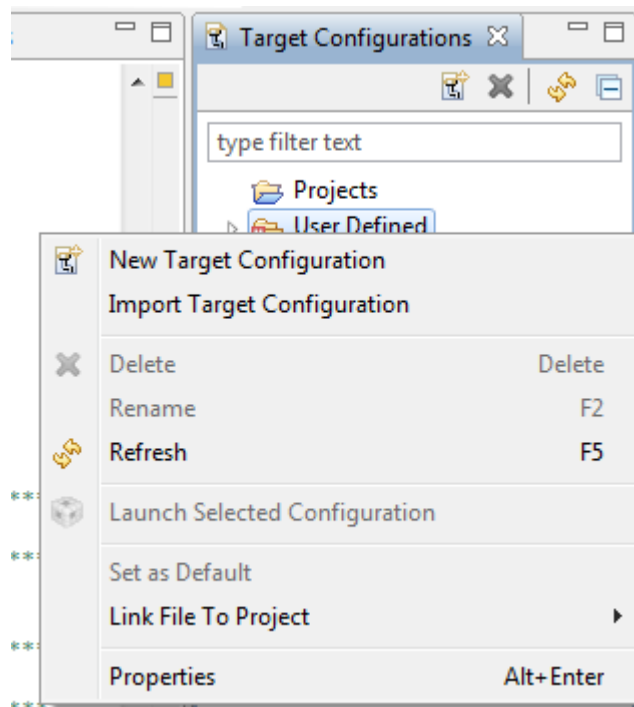 Target Configurations
type filter text
Projects
User Defined
New Target Configuration
Import Target Configuration
Delete Delete
Rename F2
Refresh F5
***
Launch Selected Configuration
***
Set as Default
Link File To Project
***
Properties Alt+Enter
***